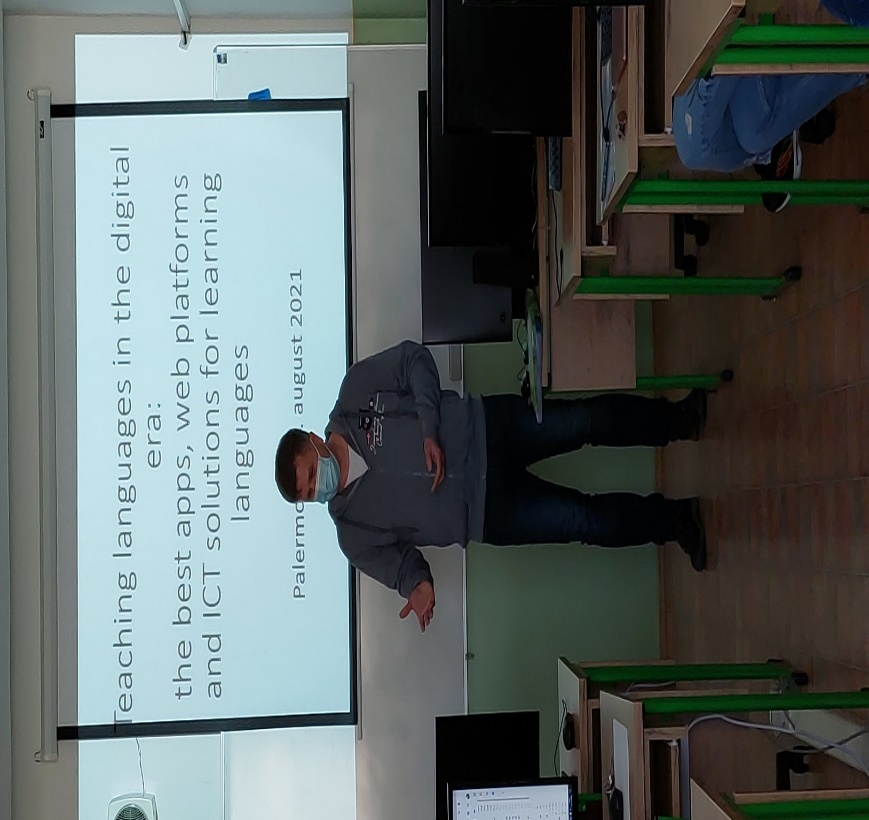 Teaching languages in the digital
era:
the best apps, web platforms
and ICT solutions for learning
languages
august 2021